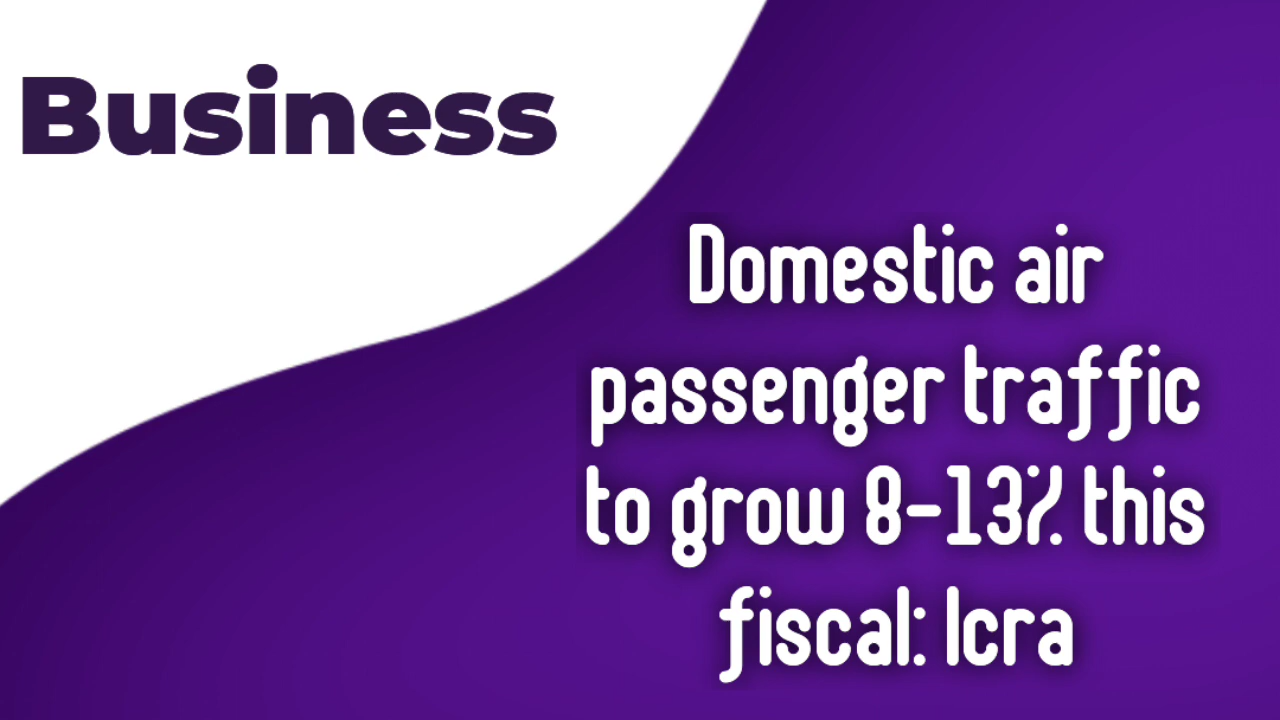 Business
Domestic air
passenger traffic
to grow 8-13% this
fiscal: Icra